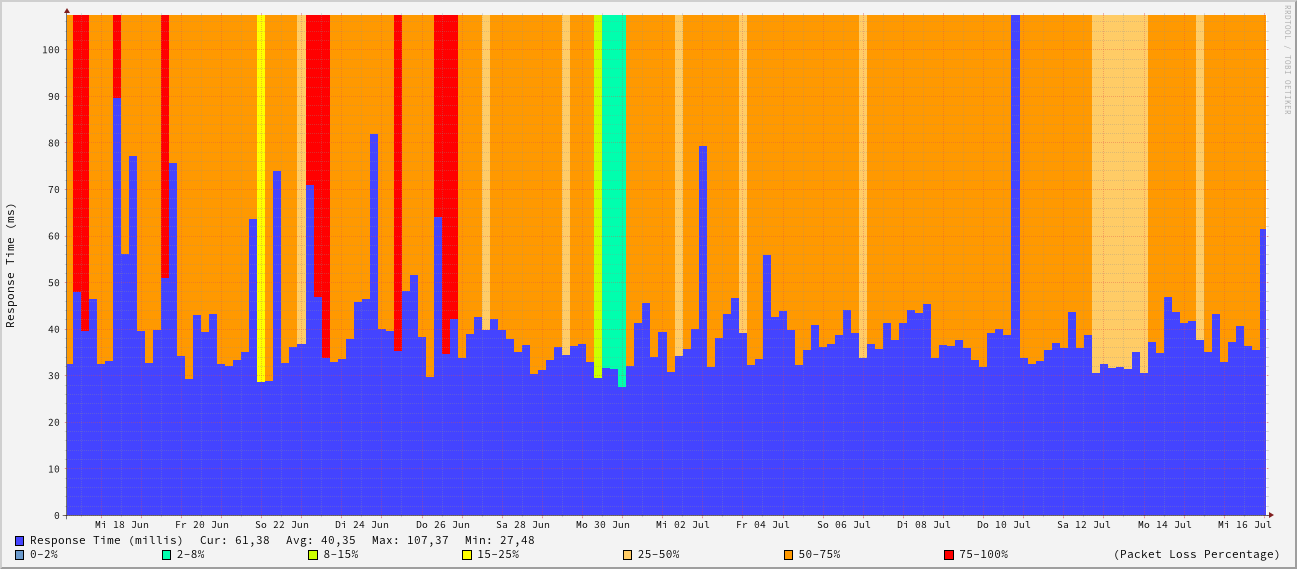 RRDTOOL / TOBI OETIKER
Response Time (ms)
100
90
80
70
60
50
40
30
20
10
0
Mi 18 Jun Fr 20 Jun So 22 Jun Di 24 Jun Do 26 Jun Sa 28 Jun Mo 30 Jun Mi 02 Jul Fr 04 Jul So 06 Jul Di 08 Jul Do 10 Jul Sa 12 Jul Mo 14 Jul Mi 16 Jul
Response Time (millis) Cur: 61,38 Avg: 40,35 Max: 107,37 Min: 27,48
0-2% 2-8% 8-15% 15-25% 25-50% 50-75% 75-100% (Packet Loss Percentage)